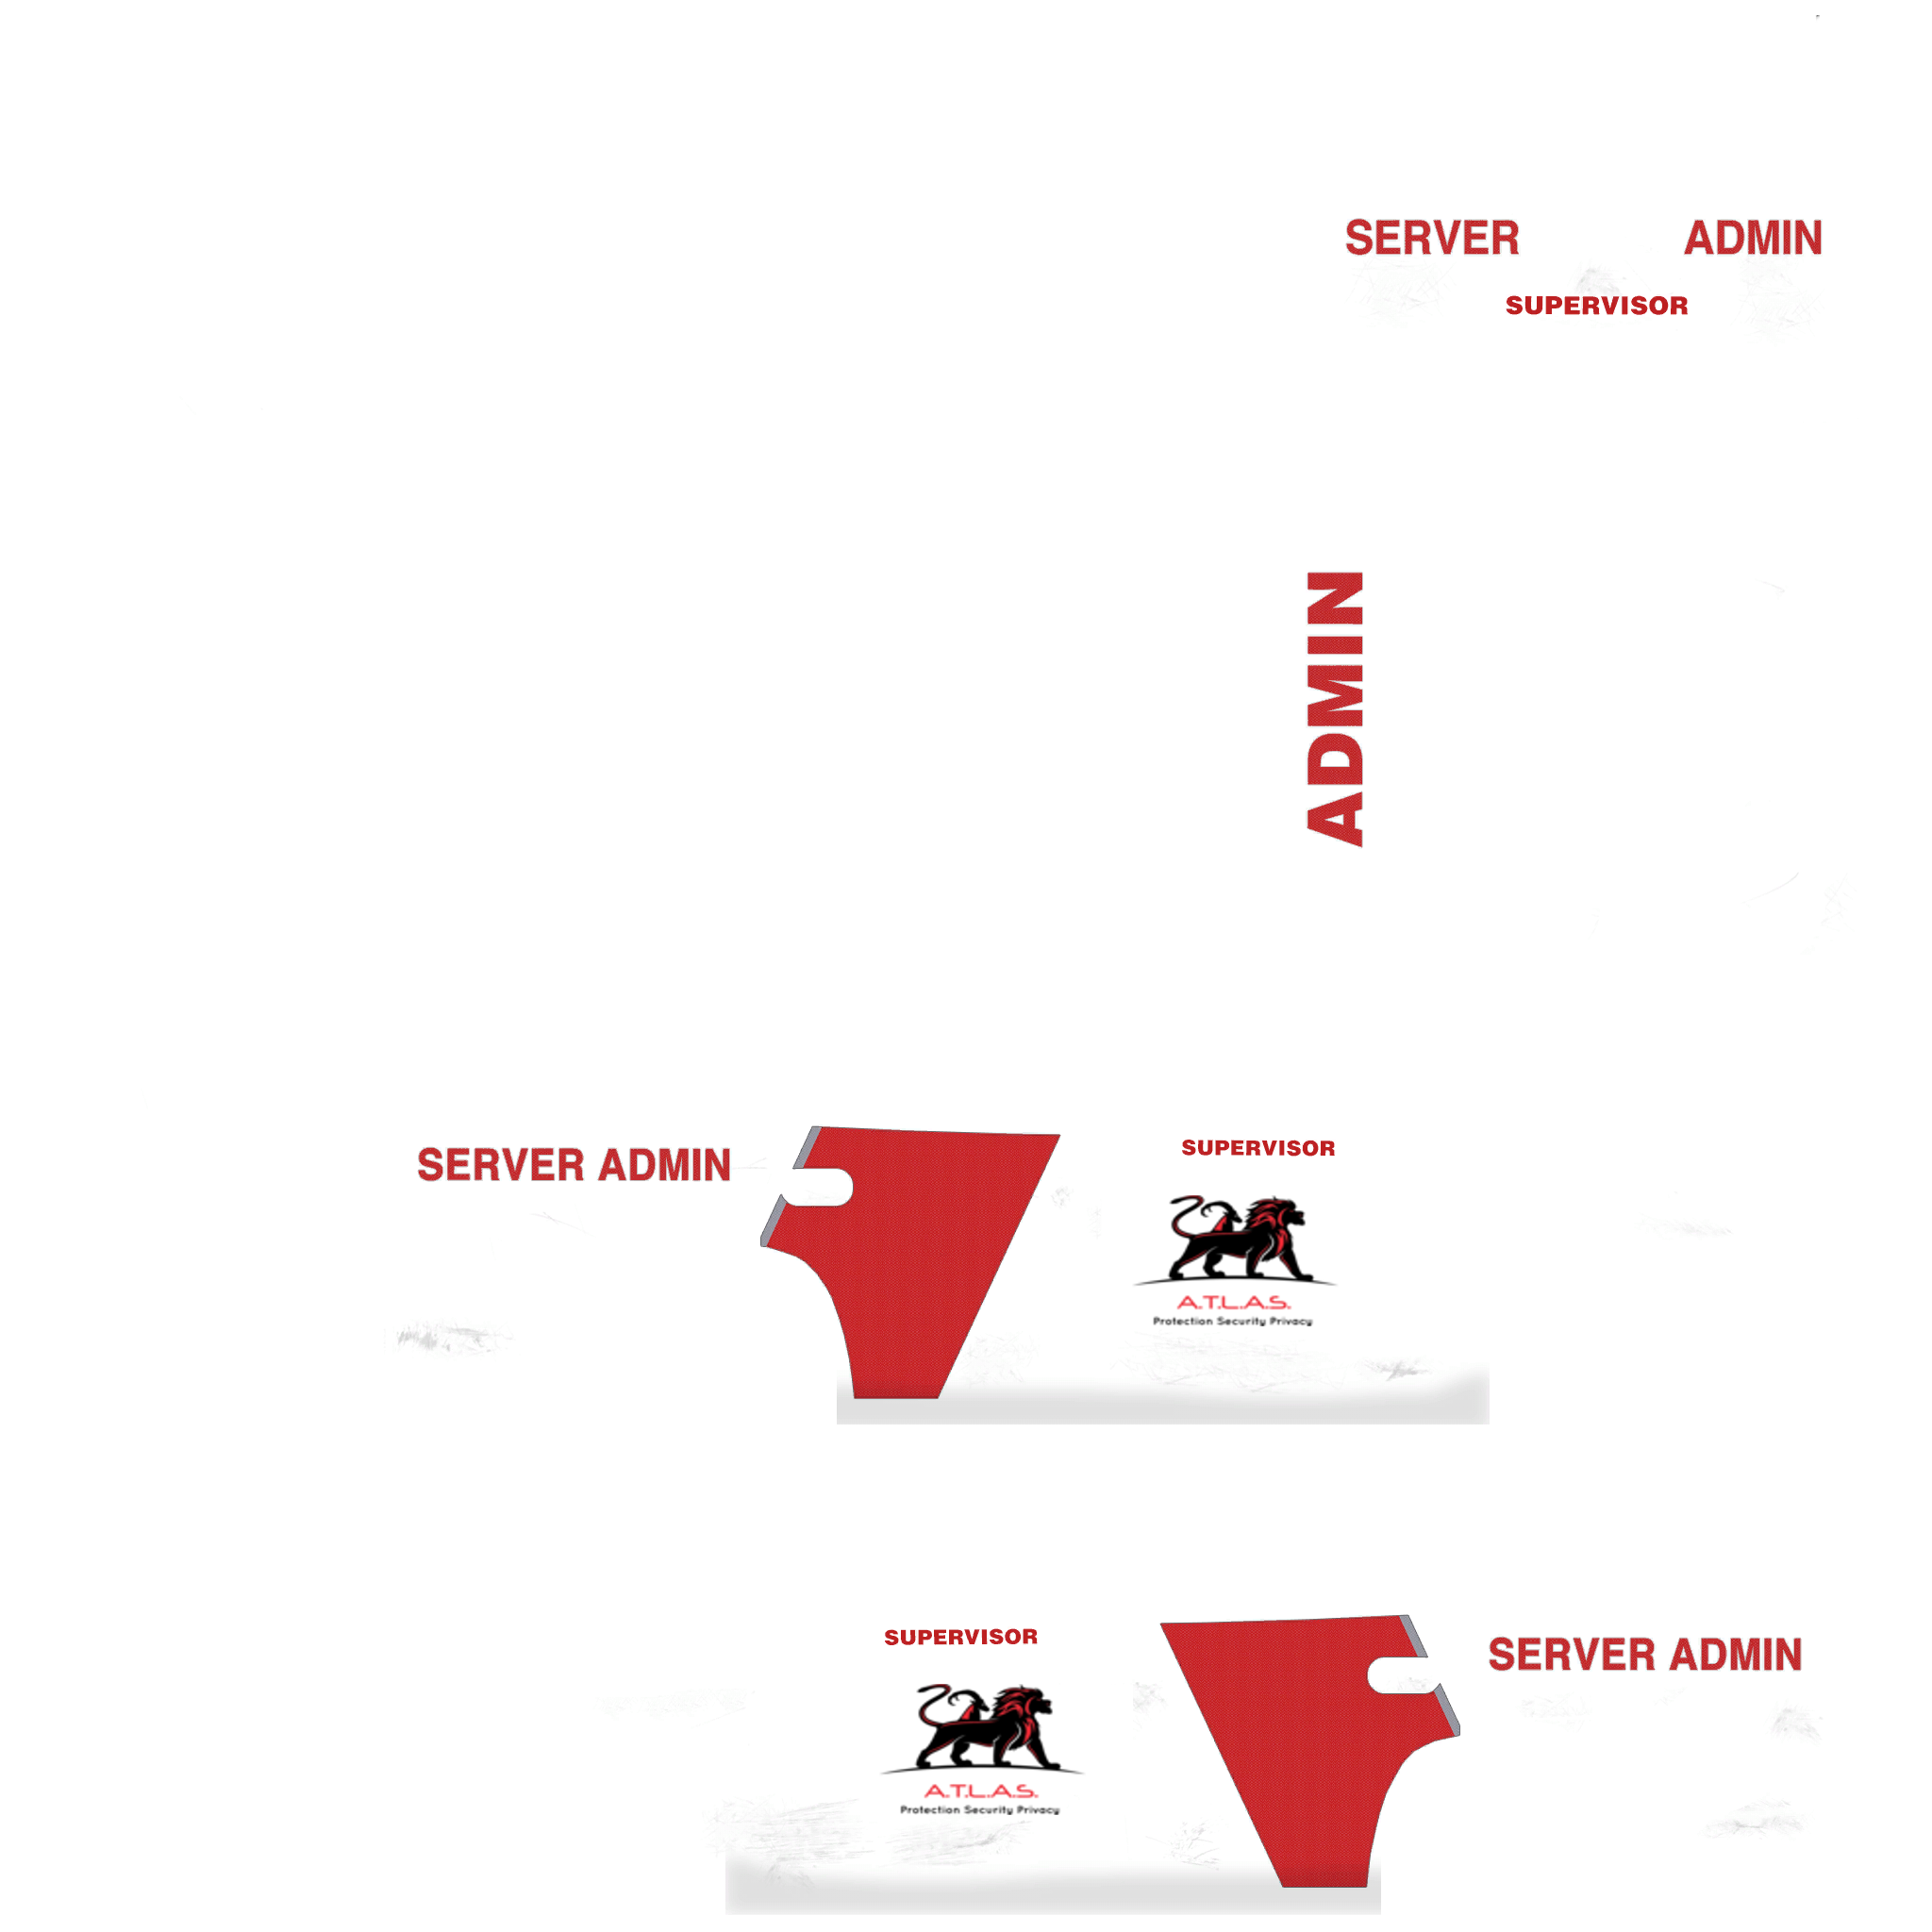 SERVER ADMIN
SUPERVISOR
ADMIN
SERVER ADMIN
SUPERVISOR
A.T.L.A.S.
Protection Security Privacy
SUPERVISOR
SERVER ADMIN
A.T.L.A.S.
Protection Security Privacy